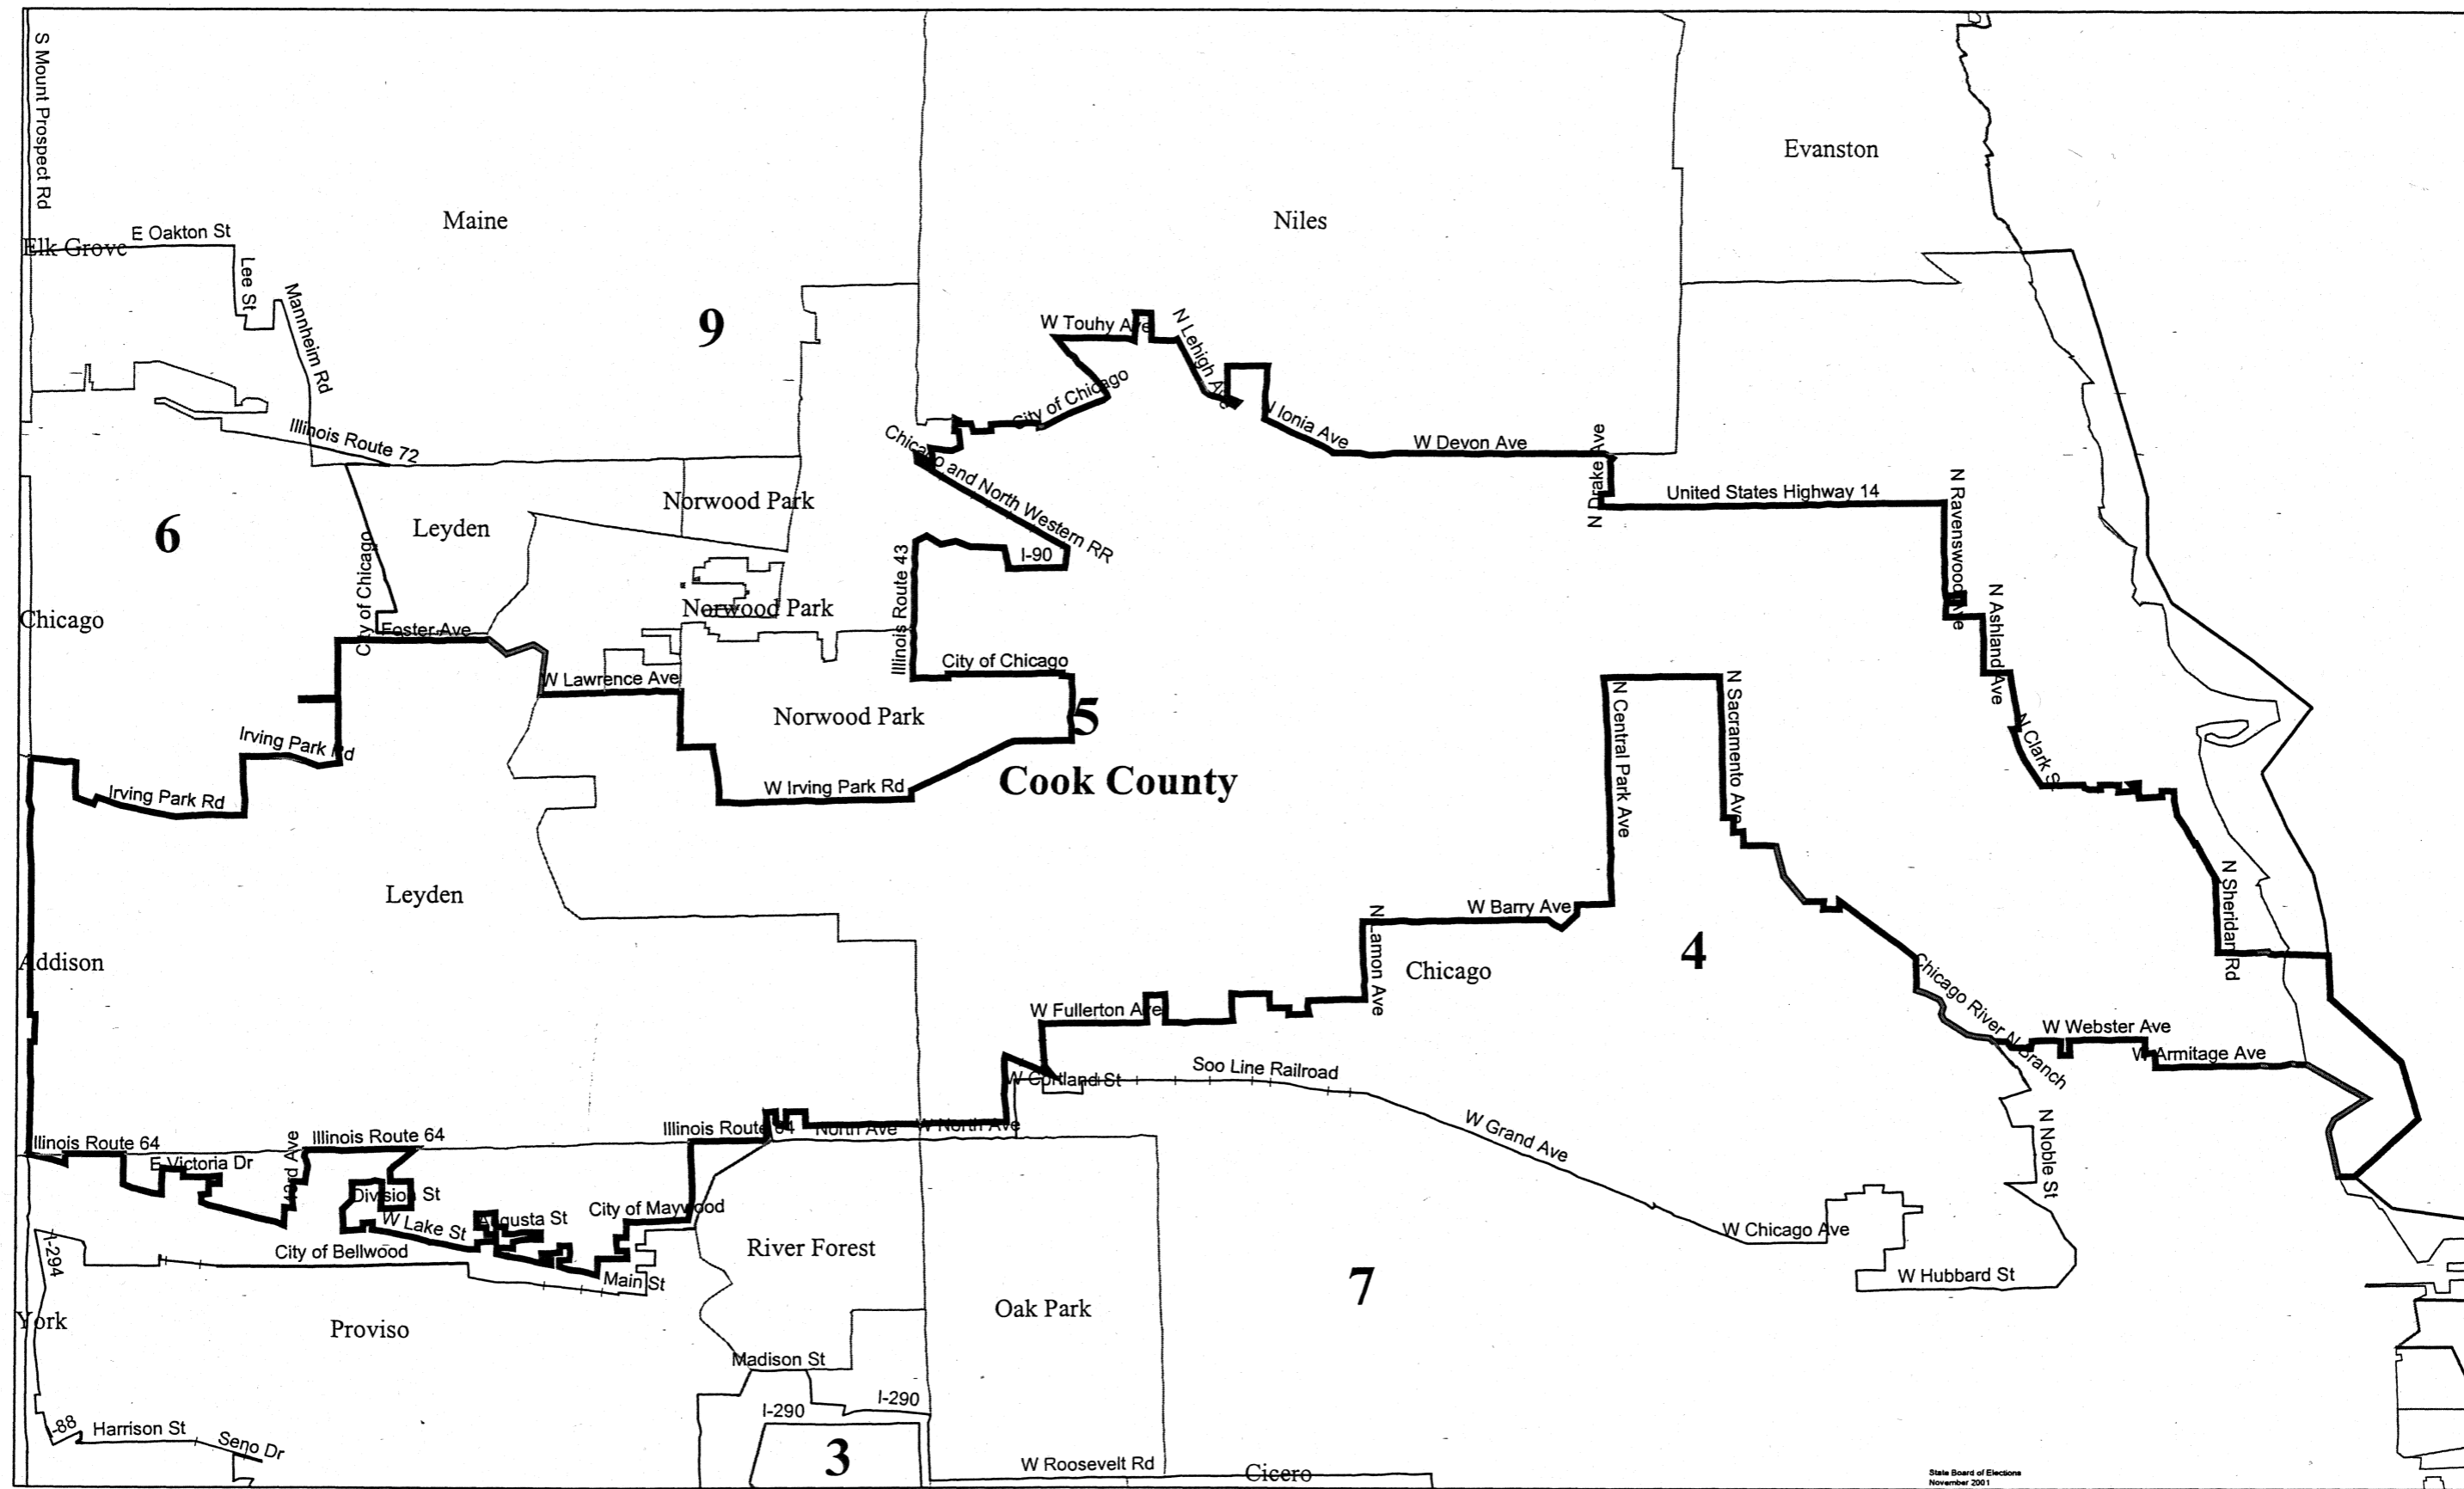 S Mount Prospect Rd
Evanston
Maine
Niles
E Oakton St
Elk Grove
Lee St
Mannheim Rd
9
W Touhy Ave
N Lehigh Ave
City of Chicago
N Ionia Ave
Illinois Route 72
Chicago and North Western RR
W Devon Ave
N Drake Ave
United States Highway 14
N Ravenswood Ave
Norwood Park
Leyden
6
City of Chicago
I-90
Illinois Route 43
Norwood Park
N Ashland Ave
Chicago
Foster Ave
City of Chicago
W Lawrence Ave
Norwood Park
5
N Central Park Ave
N Sacramento Ave
N Clark St
Irving Park Rd
W Irving Park Rd
Cook County
Irving Park Rd
Leyden
N Sheridan Rd
W Barry Ave
N Lamon Ave
Chicago
4
Addison
Chicago River N Branch
W Fullerton Ave
W Webster Ave
W Armitage Ave
W Cortland St
Soo Line Railroad
Illinois Route 64
North Ave
W North Ave
W Grand Ave
N Noble St
Illinois Route 64
Illinois Route 64
43rd Ave
E Victoria Dr
Division St
W Lake St
Augusta St
City of Maywood
City of Bellwood
I-294
Main St
River Forest
W Chicago Ave
W Hubbard St
Oak Park
7
York
Proviso
Madison St
I-290
I-290
-88
Harrison St
Seno Dr
3
W Roosevelt Rd
Cicero
State Board of Elections
November 2001